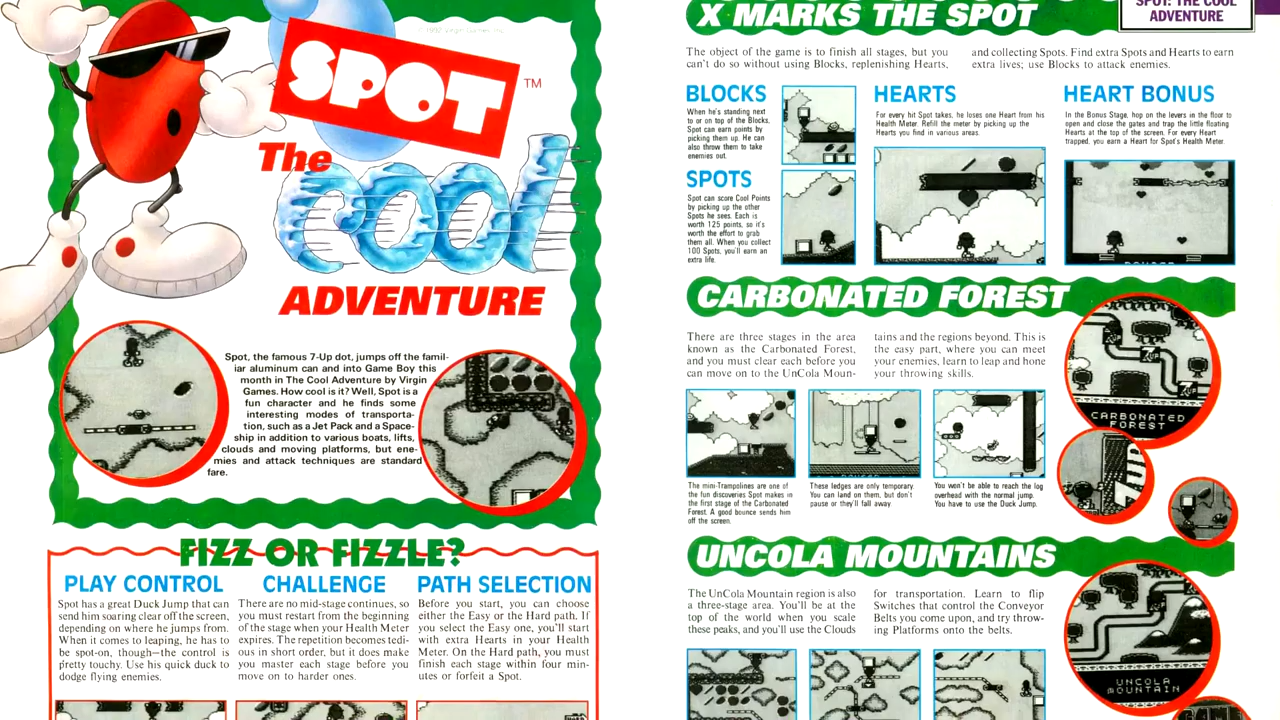 © 1992 Virgin Games, Inc.
SPOT
TM
The
cool
ADVENTURE
Spot, the famous 7-Up dot, jumps off the famil-
iar aluminum can and into Game Boy this
month in The Cool Adventure by Virgin
Games. How cool is it? Well, Spot is a
fun character and he finds some
interesting modes of transporta-
tion, such as a Jet Pack and a Space-
ship in addition to various boats, lifts,
clouds and moving platforms, but ene-
mies and attack techniques are standard
fare.
FIZZ OR FIZZLE?
PLAY CONTROL
Spot has a great Duck Jump that can
send him soaring clear off the screen,
depending on where he jumps from.
When it comes to leaping, he has to
be spot-on, though—the control is
pretty touchy. Use his quick duck to
dodge flying enemies.
CHALLENGE
There are no mid-stage continues, so
you must restart from the beginning
of the stage when your Health Meter
expires. The repetition becomes tedi-
ous in short order, but it does make
you master each stage before you
move on to harder ones.
PATH SELECTION
Before you start, you can choose
either the Easy or the Hard path. If
you select the Easy one, you'll start
with extra Hearts in your Health
Meter. On the Hard path, you must
finish each stage within four min-
utes or forfeit a Spot.
SPOT: THE COOL
ADVENTURE
X MARKS THE SPOT
The object of the game is to finish all stages, but you
can't do so without using Blocks, replenishing Hearts,
and collecting Spots. Find extra Spots and Hearts to earn
extra lives; use Blocks to attack enemies.
BLOCKS
When he's standing next
to or on top of the Blocks,
Spot can earn points by
picking them up. He can
also throw them to take
enemies out.
SPOTS
Spot can score Cool Points
by picking up the other
Spots he sees. Each is
worth 125 points, so it's
worth the effort to grab
them all. When you collect
100 Spots, you'll earn an
extra life.
HEARTS
For every hit Spot takes, he loses one Heart from his
Health Meter. Refill the meter by picking up the
Hearts you find in various areas.
HEART BONUS
In the Bonus Stage, hop on the levers in the floor to
open and close the gates and trap the little floating
Hearts at the top of the screen. For every Heart
trapped, you earn a Heart for Spot's Health Meter.
CARBONATED FOREST
There are three stages in the area
known as the Carbonated Forest,
and you must clear each before you
can move on to the UnCola Moun-
tains and the regions beyond. This is
the easy part, where you can meet
your enemies, learn to leap and hone
your throwing skills.
7UP
7UP
CARBONATED
FOREST
7UP
The mini-Trampolines are one of
the fun discoveries Spot makes in
the first stage of the Carbonated
Forest. A good bounce sends him
off the screen.
These ledges are only temporary.
You can land on them, but don't
pause or they'll fall away
You won't be able to reach the log
overhead with the normal jump.
You have to use the Duck Jump.
UNCOLA MOUNTAINS
The UnCola Mountain region is also
a three-stage area. You'll be at the
top of the world when you scale
these peaks, and you'll use the Clouds
for transportation. Learn to flip
Switches that control the Conveyor
Belts you come upon, and try throw-
ing Platforms onto the belts.
UNCOLA
MOUNTAIN